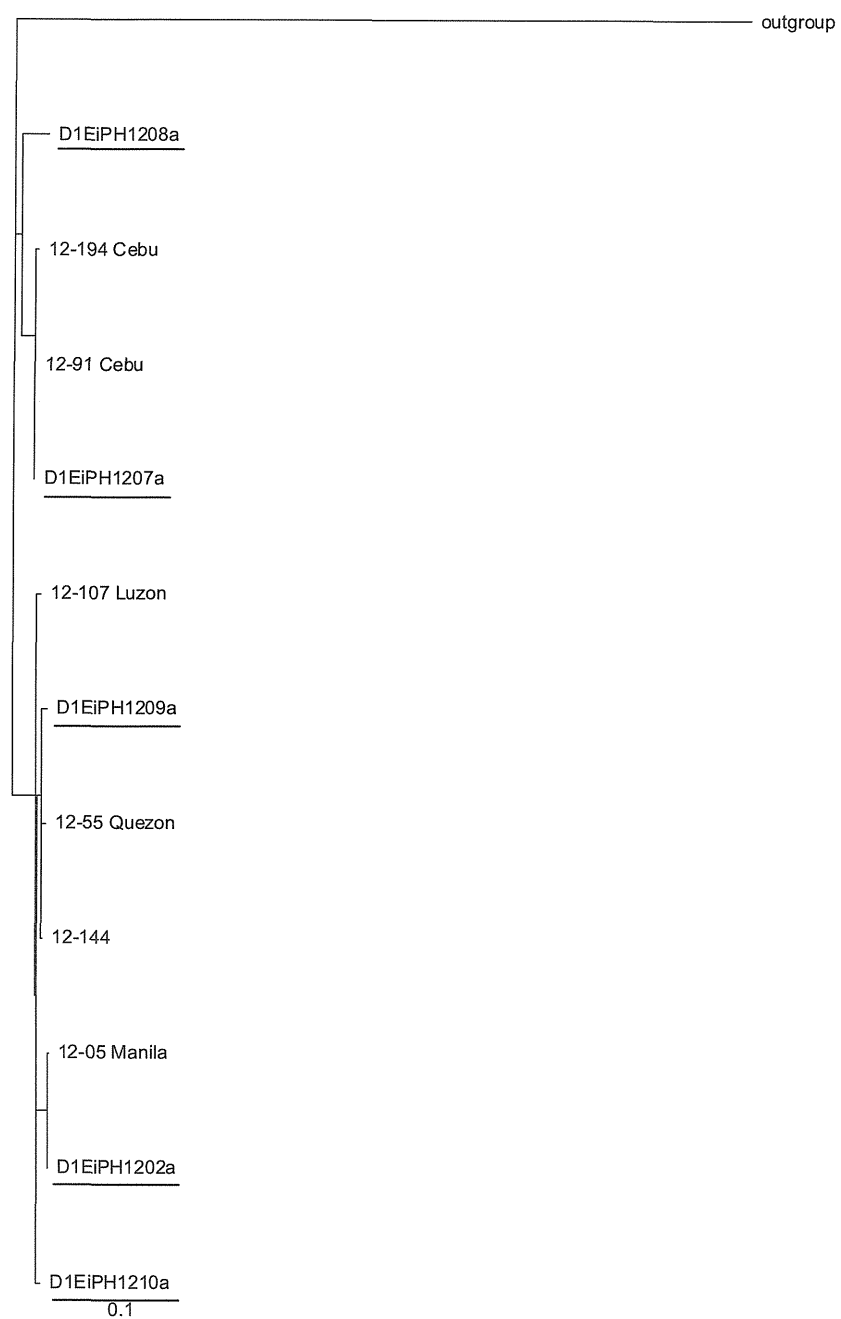 outgroup
D1EiPH1208a
12-194 Cebu
12-91 Cebu
D1EiPH1207a
12-107 Luzon
D1EiPH1209a
12-55 Quezon
12-144
12-05 Manila
D1EiPH1202a
D1EiPH1210a
0.1